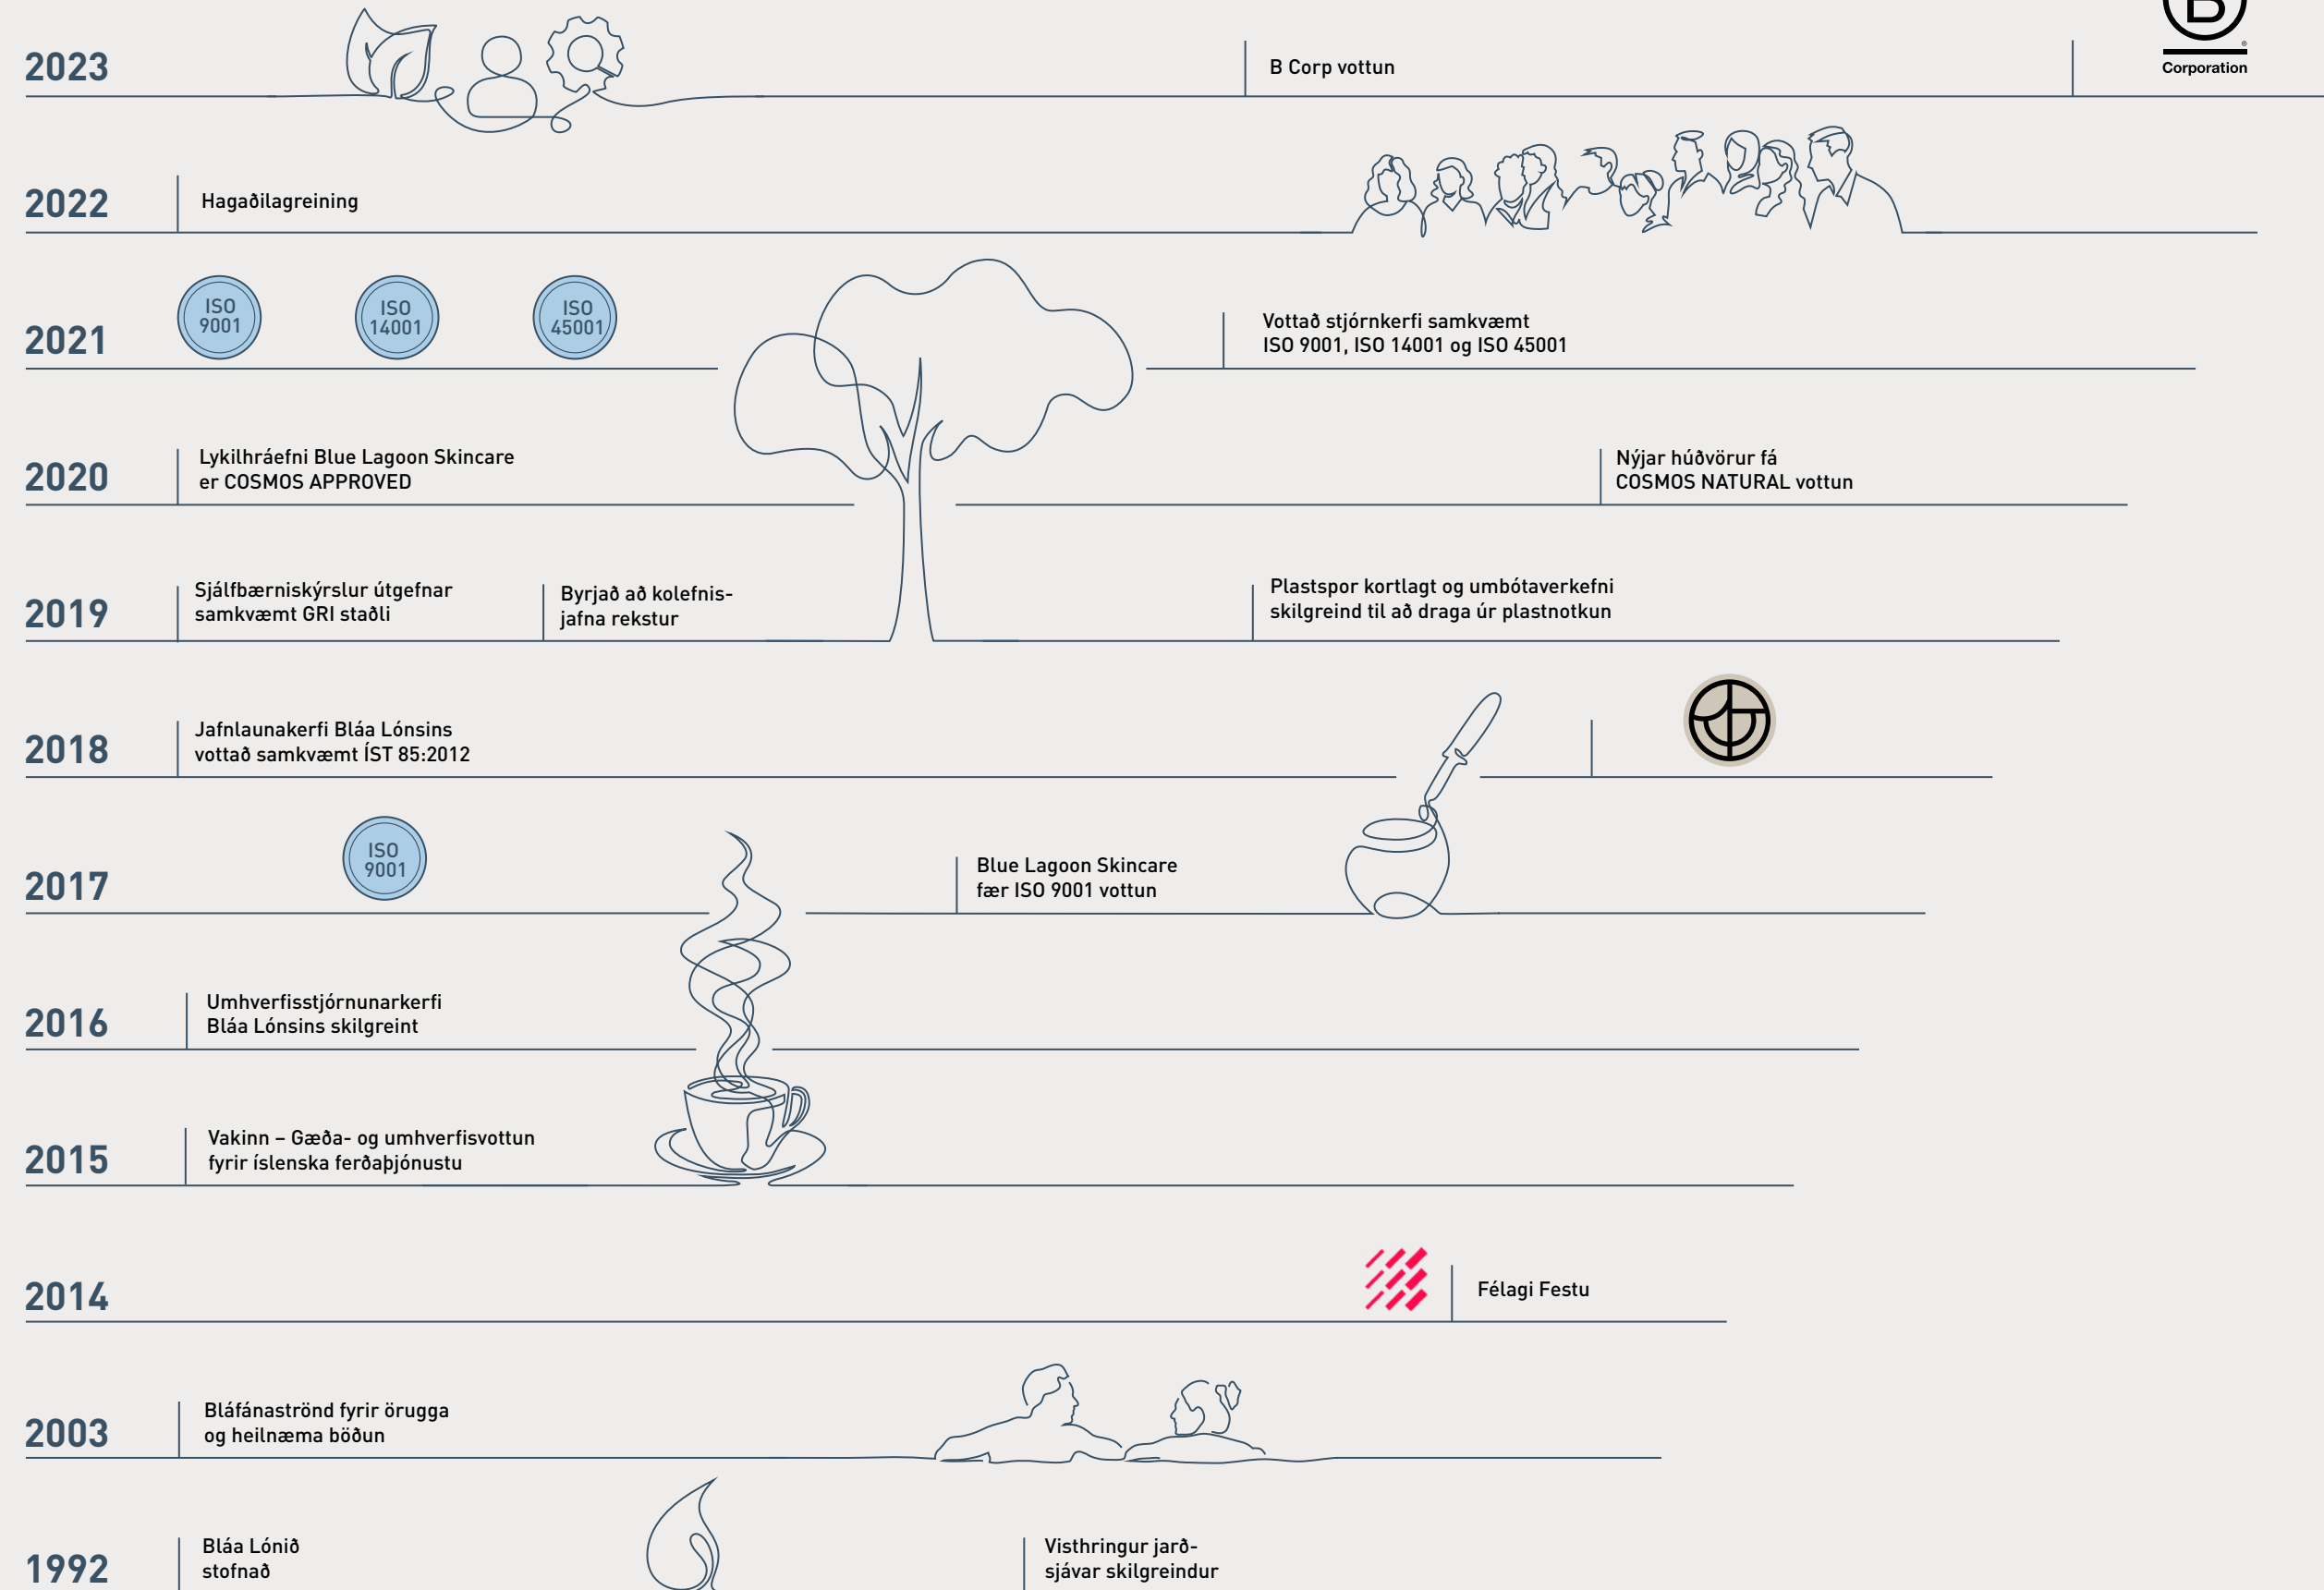 2023
B Corp vottun
B
®
Corporation
2022
Hagaðilagreining
2021
ISO
9001
ISO
14001
ISO
45001
Vottað stjórnkerfi samkvæmt
ISO 9001, ISO 14001 og ISO 45001
2020
Lykilhráefni Blue Lagoon Skincare
er COSMOS APPROVED
Nýjar húðvörur fá
COSMOS NATURAL vottun
2019
Sjálfbærniskýrslur útgefnar
samkvæmt GRI staðli
Byrjað að kolefnis-
jafna rekstur
Plastspor kortlagt og umbótaverkefni
skilgreind til að draga úr plastnotkun
2018
Jafnlaunakerfi Bláa Lónsins
vottað samkvæmt ÍST 85:2012
2017
ISO
9001
Blue Lagoon Skincare
fær ISO 9001 vottun
2016
Umhverfisstjórnunarkerfi
Bláa Lónsins skilgreint
2015
Vakinn – Gæða- og umhverfisvottun
fyrir íslenska ferðaþjónustu
2014
Félagi Festu
2003
Bláfánaströnd fyrir örugga
og heilnæma böðun
1992
Bláa Lónið
stofnað
Visthringur jarð-
sjávar skilgreindur